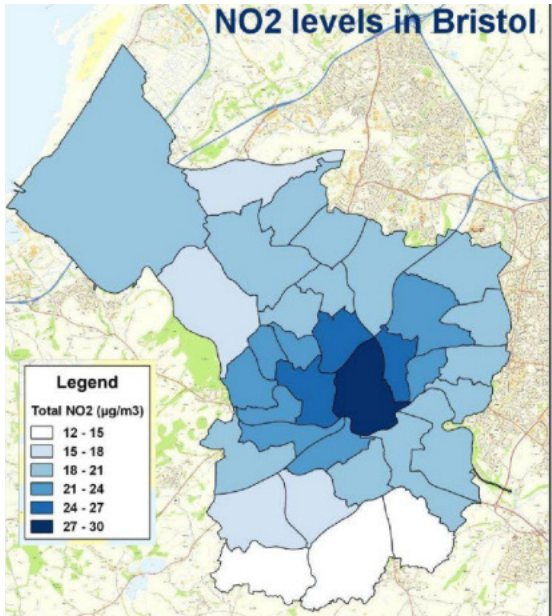 NO2 levels in Bristol
Legend
Total NO2 (µg/m3)
12 - 15
15 - 18
18 - 21
21 - 24
24 - 27
27 - 30